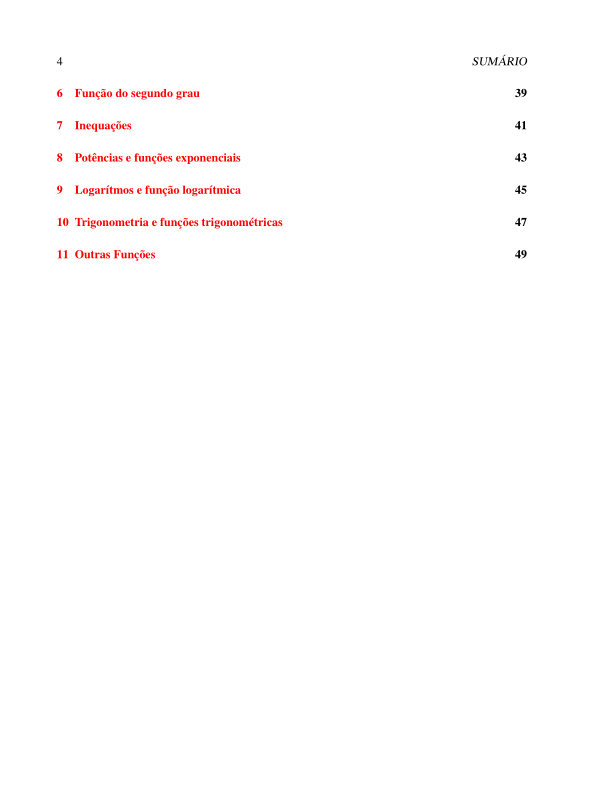 4 SUMÁRIO
6 Função do segundo grau 39
7 Inequações 41
8 Potências e funções exponenciais 43
9 Logarítmos e função logarítmica 45
10 Trigonometria e funções trigonométricas 47
11 Outras Funções 49